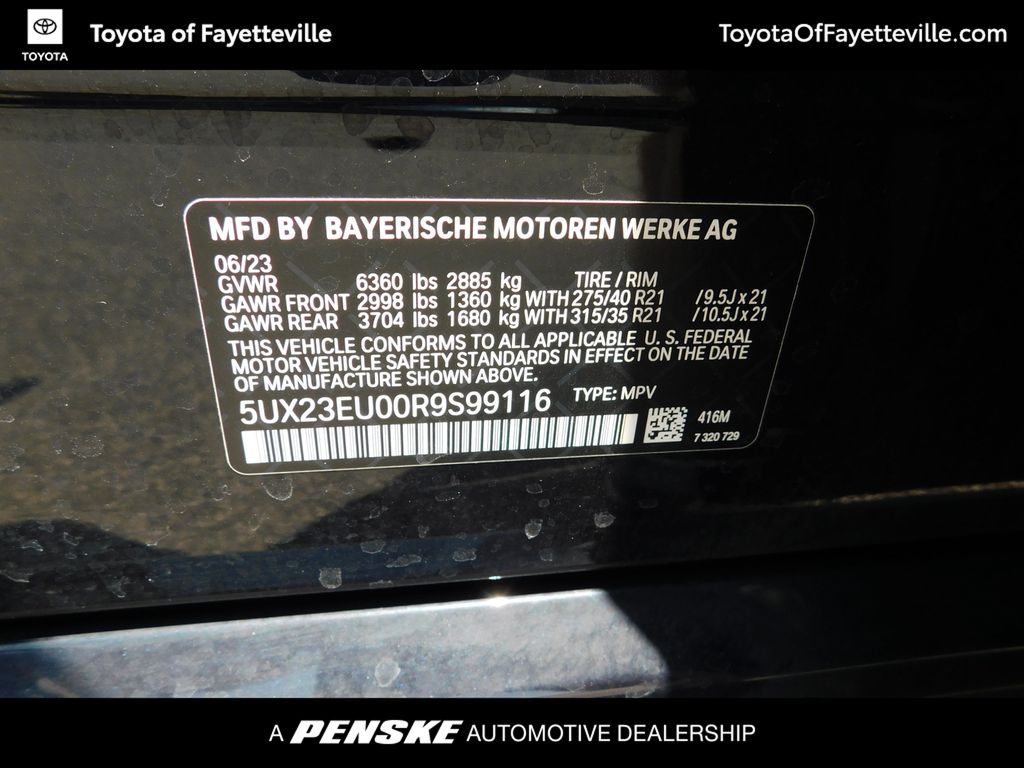 TOYOTA
Toyota of Fayetteville
ToyotaOfFayetteville.com
MFD BY BAYERISCHE MOTOREN WERKE AG
06/23
GVWR 6360 lbs 2885 kg TIRE / RIM
GAWR FRONT 2998 lbs 1360 kg WITH 275/40 R21 /9.5J x 21
GAWR REAR 3704 lbs 1680 kg WITH 315/35 R21 /10.5J x 21
THIS VEHICLE CONFORMS TO ALL APPLICABLE U. S. FEDERAL
MOTOR VEHICLE SAFETY STANDARDS IN EFFECT ON THE DATE
OF MANUFACTURE SHOWN ABOVE.
5UX23EU00R9S99116 TYPE: MPV
416M
7 320 729
A PENSKE AUTOMOTIVE DEALERSHIP